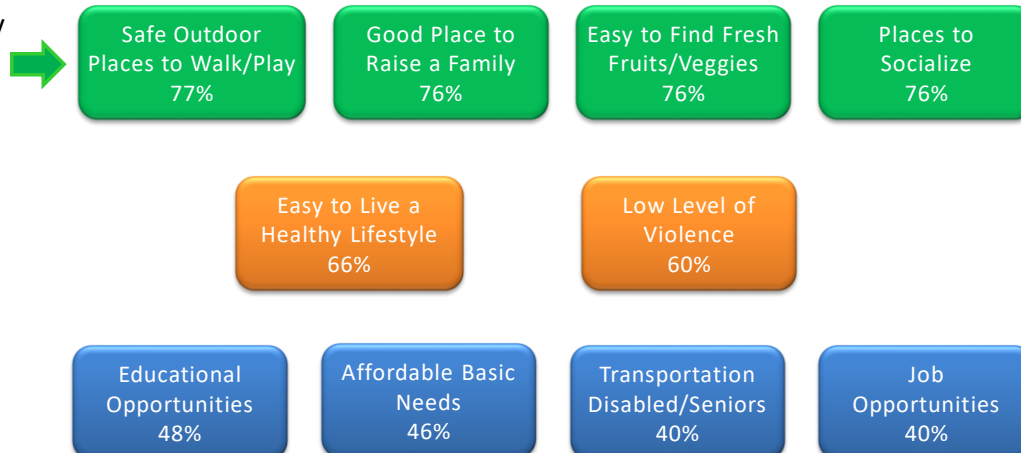 Safe Outdoor
Places to Walk/Play
77%
Good Place to
Raise a Family
76%
Easy to Find Fresh
Fruits/Veggies
76%
Places to
Socialize
76%
Easy to Live a
Healthy Lifestyle
66%
Low Level of
Violence
60%
Educational
Opportunities
48%
Affordable Basic
Needs
46%
Transportation
Disabled/Seniors
40%
Job
Opportunities
40%